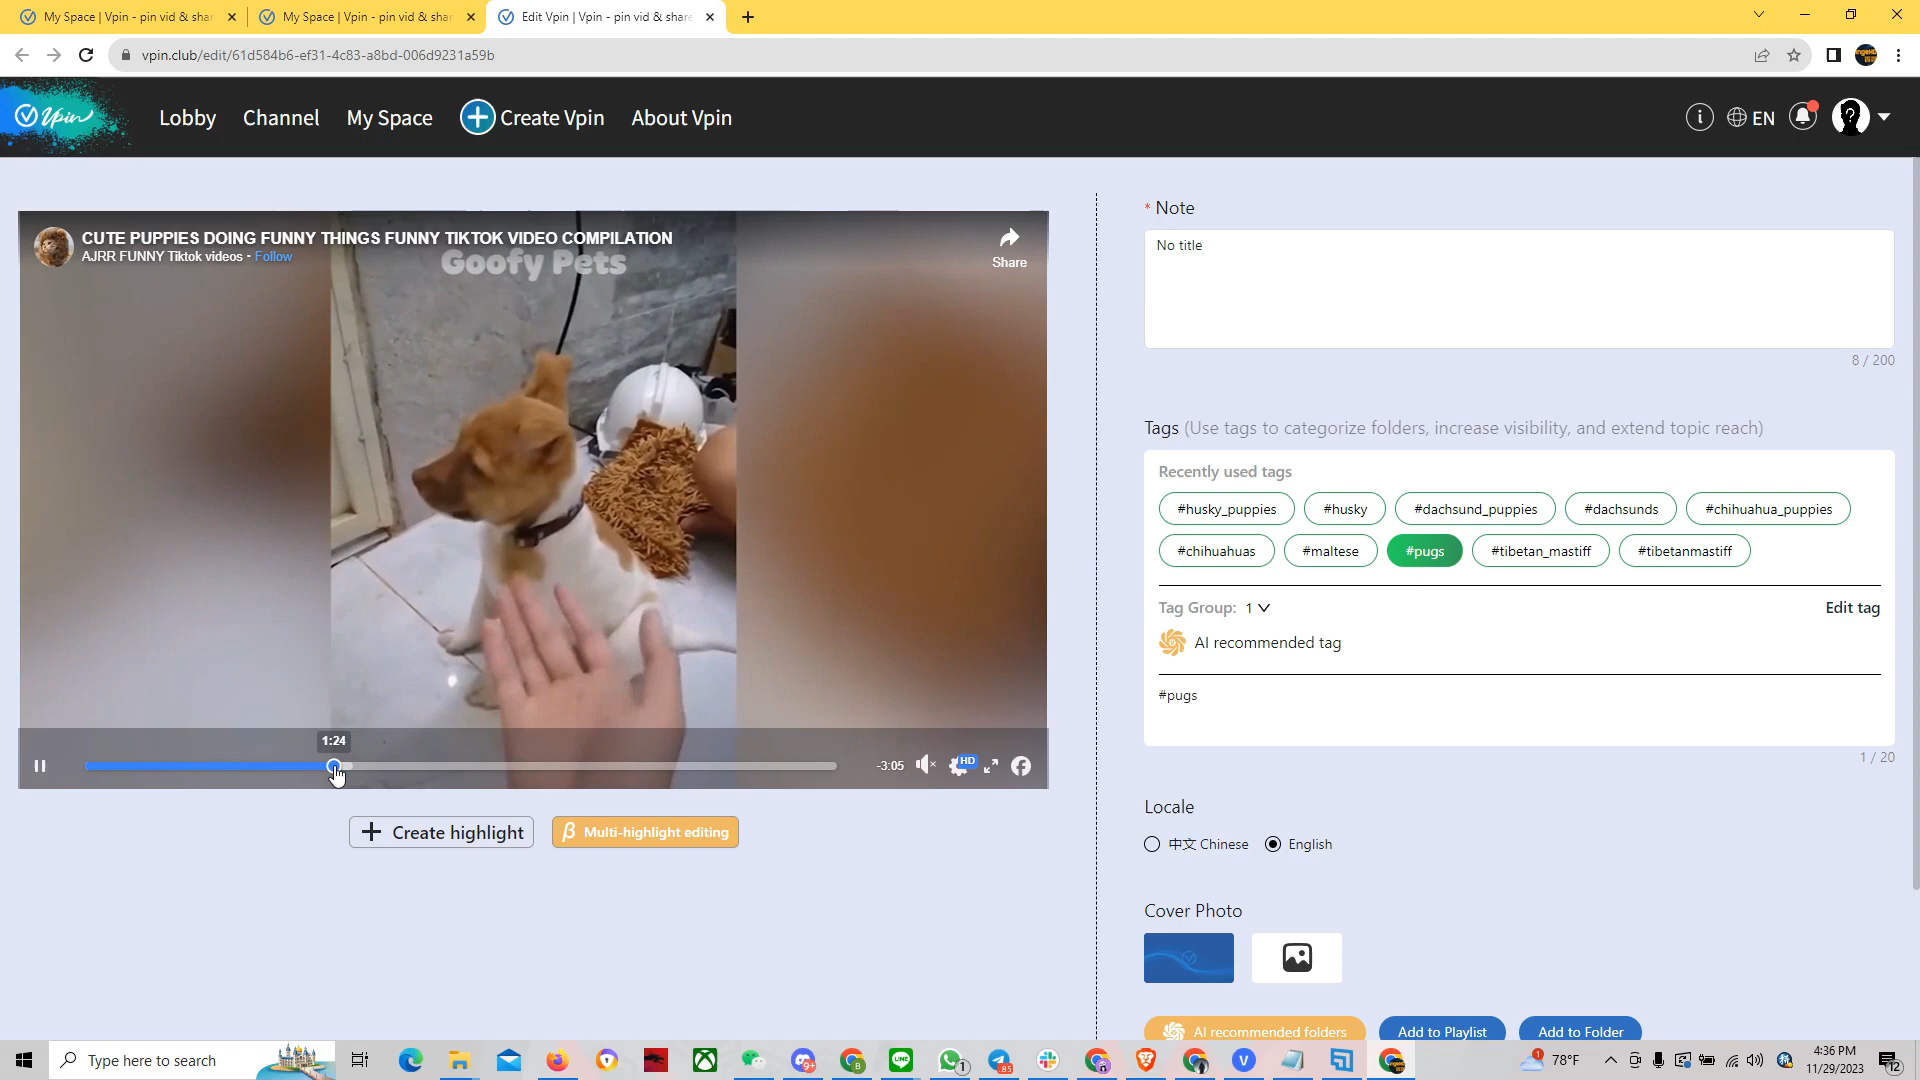 My Space | Vpin - pin vid & shar
My Space | Vpin - pin vid & shar
Edit Vpin | Vpin - pin vid & share
vpin.club/edit/61d584b6-ef31-4c83-a8bd-006d9231a59b
Vpin
Lobby
Channel
My Space
Create Vpin
About Vpin
EN
CUTE PUPPIES DOING FUNNY THINGS FUNNY TIKTOK VIDEO COMPILATION
AJRR FUNNY Tiktok videos · Follow
Goofy Pets
Share
1:24
-3:05
HD
Create highlight
β Multi-highlight editing
* Note
No title
8 / 200
Tags (Use tags to categorize folders, increase visibility, and extend topic reach)
Recently used tags
#husky_puppies
#husky
#dachsund_puppies
#dachsunds
#chihuahua_puppies
#chihuahuas
#maltese
#pugs
#tibetan_mastiff
#tibetanmastiff
Tag Group: 1
Edit tag
AI recommended tag
#pugs
1 / 20
Locale
中文 Chinese
English
Cover Photo
AI recommended folders
Add to Playlist
Add to Folder
Type here to search
78°F
4:36 PM
11/29/2023
12